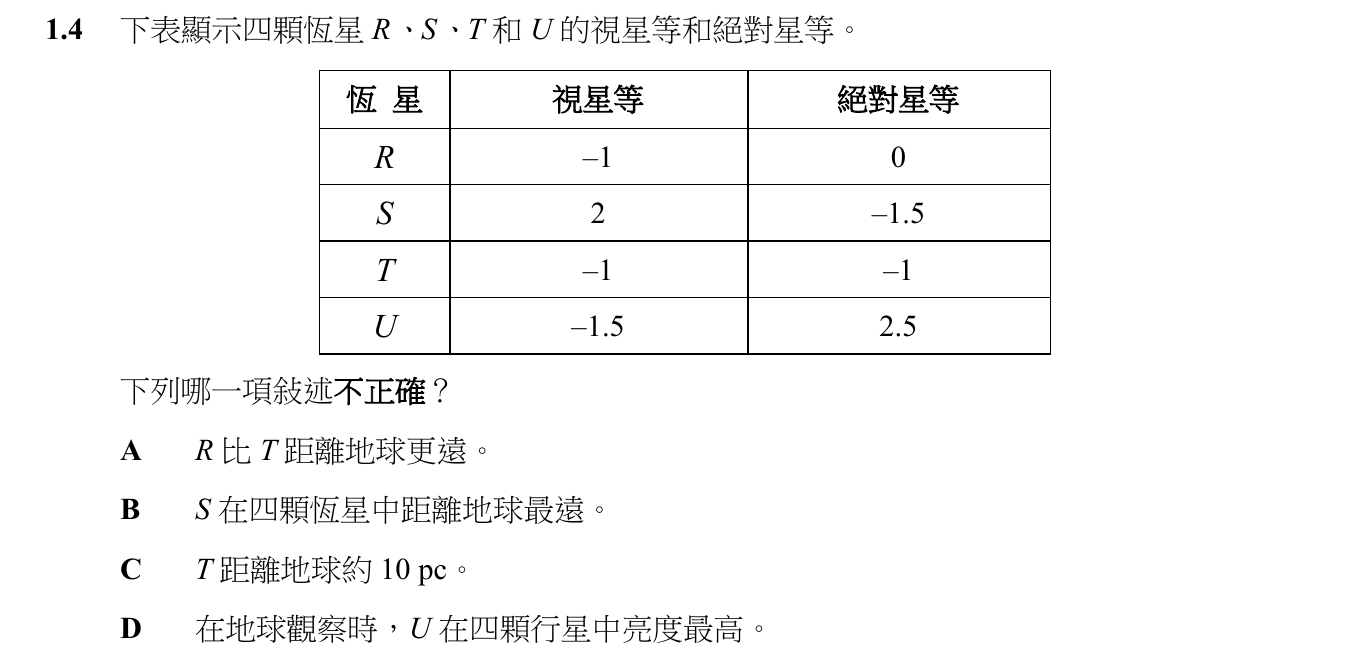 1.4 下表顯示四顆恆星 R、S、T 和 U 的視星等和絕對星等。
恆 星 視星等 絕對星等
R –1 0
S 2 –1.5
T –1 –1
U –1.5 2.5
下列哪一項敍述不正確？
A R 比 T 距離地球更遠。
B S 在四顆恆星中距離地球最遠。
C T 距離地球約 10 pc。
D 在地球觀察時，U 在四顆行星中亮度最高。